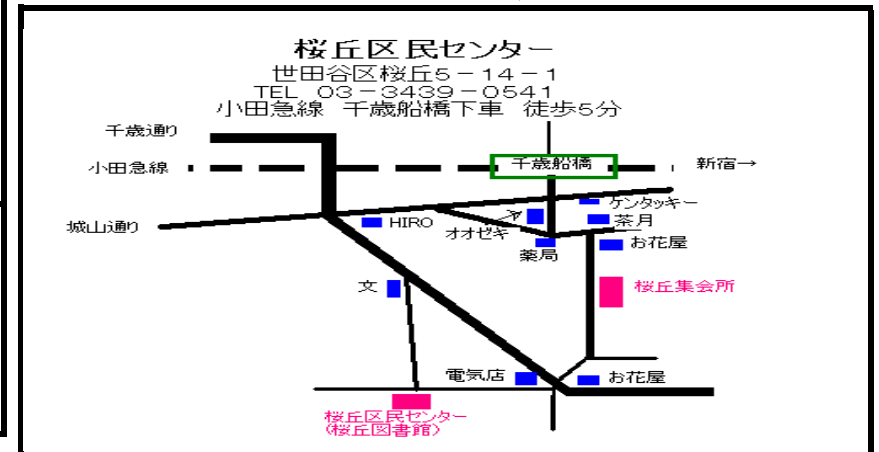 桜丘区民センター
世田谷区桜丘5-14-1
TEL 03-3439-0541
小田急線 千歳船橋下車 徒歩5分
千歳通り
小田急線
千歳船橋
新宿→
ケンタッキー
茶月
城山通り
HIRO
オオゼキ
お花屋
薬局
文
桜丘集会所
電気店
お花屋
桜丘区民センター
(桜丘図書館)